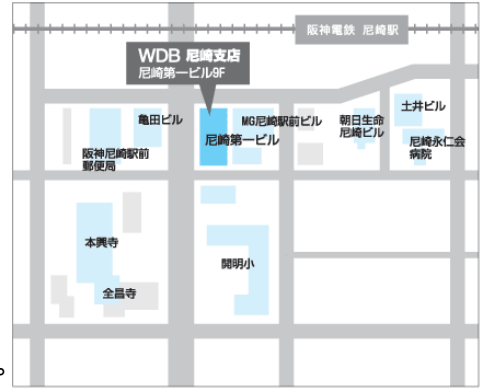 阪神電鉄 尼崎駅
WDB 尼崎支店
尼崎第一ビル9F
亀田ビル
MG尼崎駅前ビル
尼崎第一ビル
朝日生命
尼崎ビル
土井ビル
尼崎永仁会
病院
阪神尼崎駅前
郵便局
本興寺
開明小
全昌寺
。